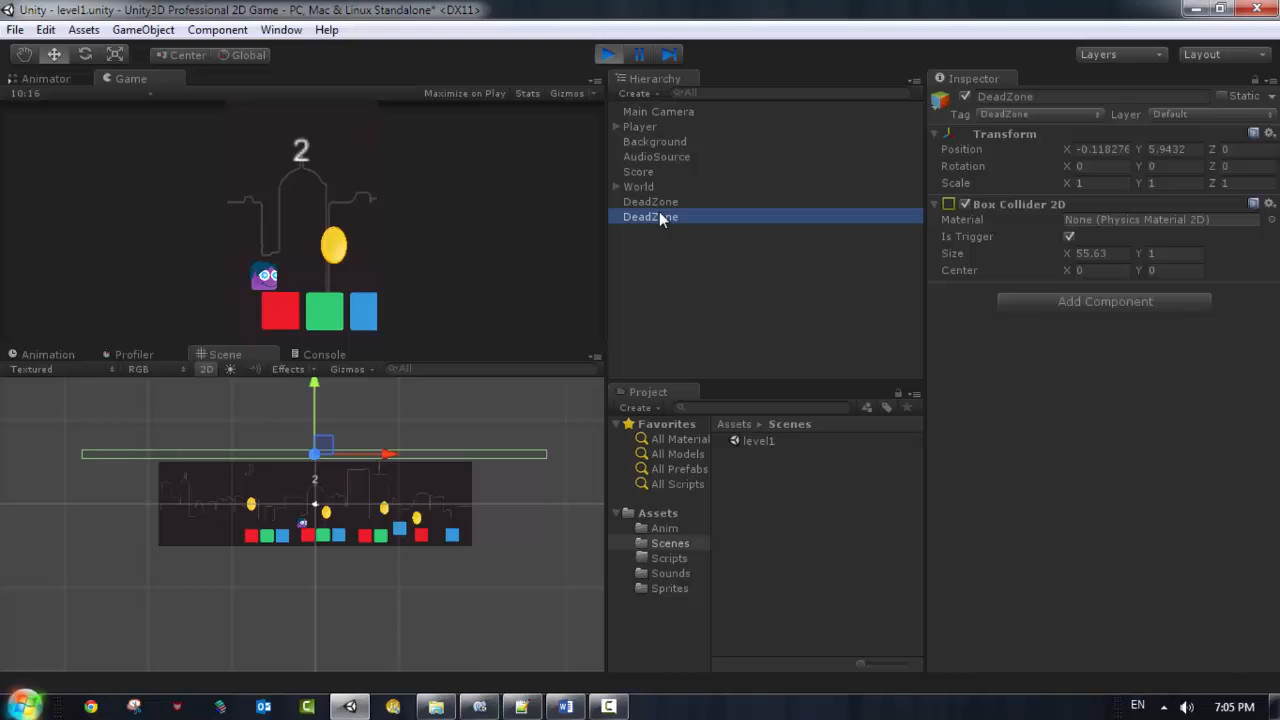 Unity - level1.unity - Unity3D Professional 2D Game - PC, Mac & Linux Standalone* <DX11>
File Edit Assets GameObject Component Window Help
Center Global Layers Layout
Animator Game Hierarchy Inspector
10:16 Maximize on Play Stats Gizmos Create All
DeadZone Static
Tag DeadZone Layer Default
Main Camera
Player
Background
AudioSource
Score
World
DeadZone
DeadZone
2
Transform
Position X -0.118276 Y 5.9432 Z 0
Rotation X 0 Y 0 Z 0
Scale X 1 Y 1 Z 1
Box Collider 2D
Material None (Physics Material 2D)
Is Trigger
Size X 55.63 Y 1
Center X 0 Y 0
Add Component
Animation Profiler Scene Console
Textured RGB 2D Effects Gizmos All
2
Project
Create
Favorites
All Material
All Models
All Prefabs
All Scripts
Assets
Anim
Scenes
Scripts
Sounds
Sprites
Assets Scenes
level1
EN 7:05 PM